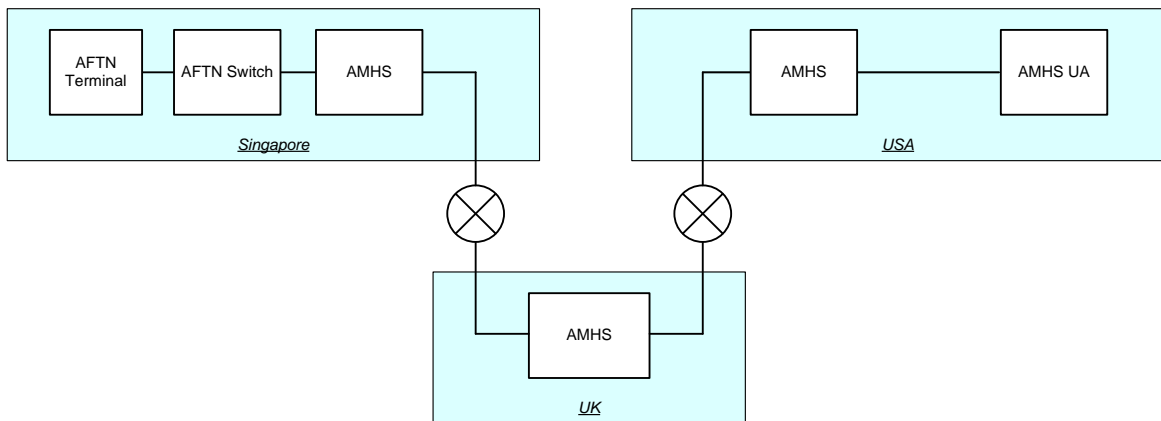 AFTN
Terminal
AFTN Switch
AMHS
Singapore
AMHS
AMHS UA
USA
AMHS
UK